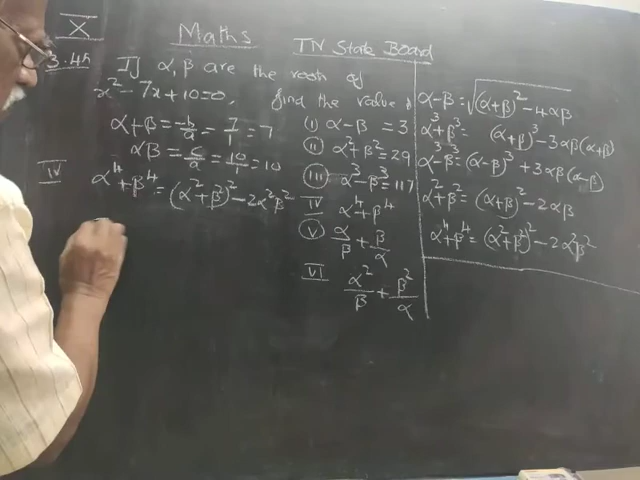 X Maths TN State Board
3.45 If α, β are the roots of
x² - 7x + 10 = 0, find the value
α + β = -b/a = 7/1 = 7
αβ = c/a = 10/1 = 10
IV α⁴ + β⁴ = (α² + β²)² - 2α²β²
(i) α - β = 3
(ii) α² + β² = 29
(III) α³ - β³ = 117
IV α⁴ + β⁴
(V) α/β + β/α
VI α²/β + β²/α
α - β = √(α + β)² - 4αβ
α³ + β³ = (α + β)³ - 3αβ(α + β)
α³ - β³ = (α - β)³ + 3αβ(α - β)
α² + β² = (α + β)² - 2αβ
α⁴ + β⁴ = (α² + β²)² - 2α²β²